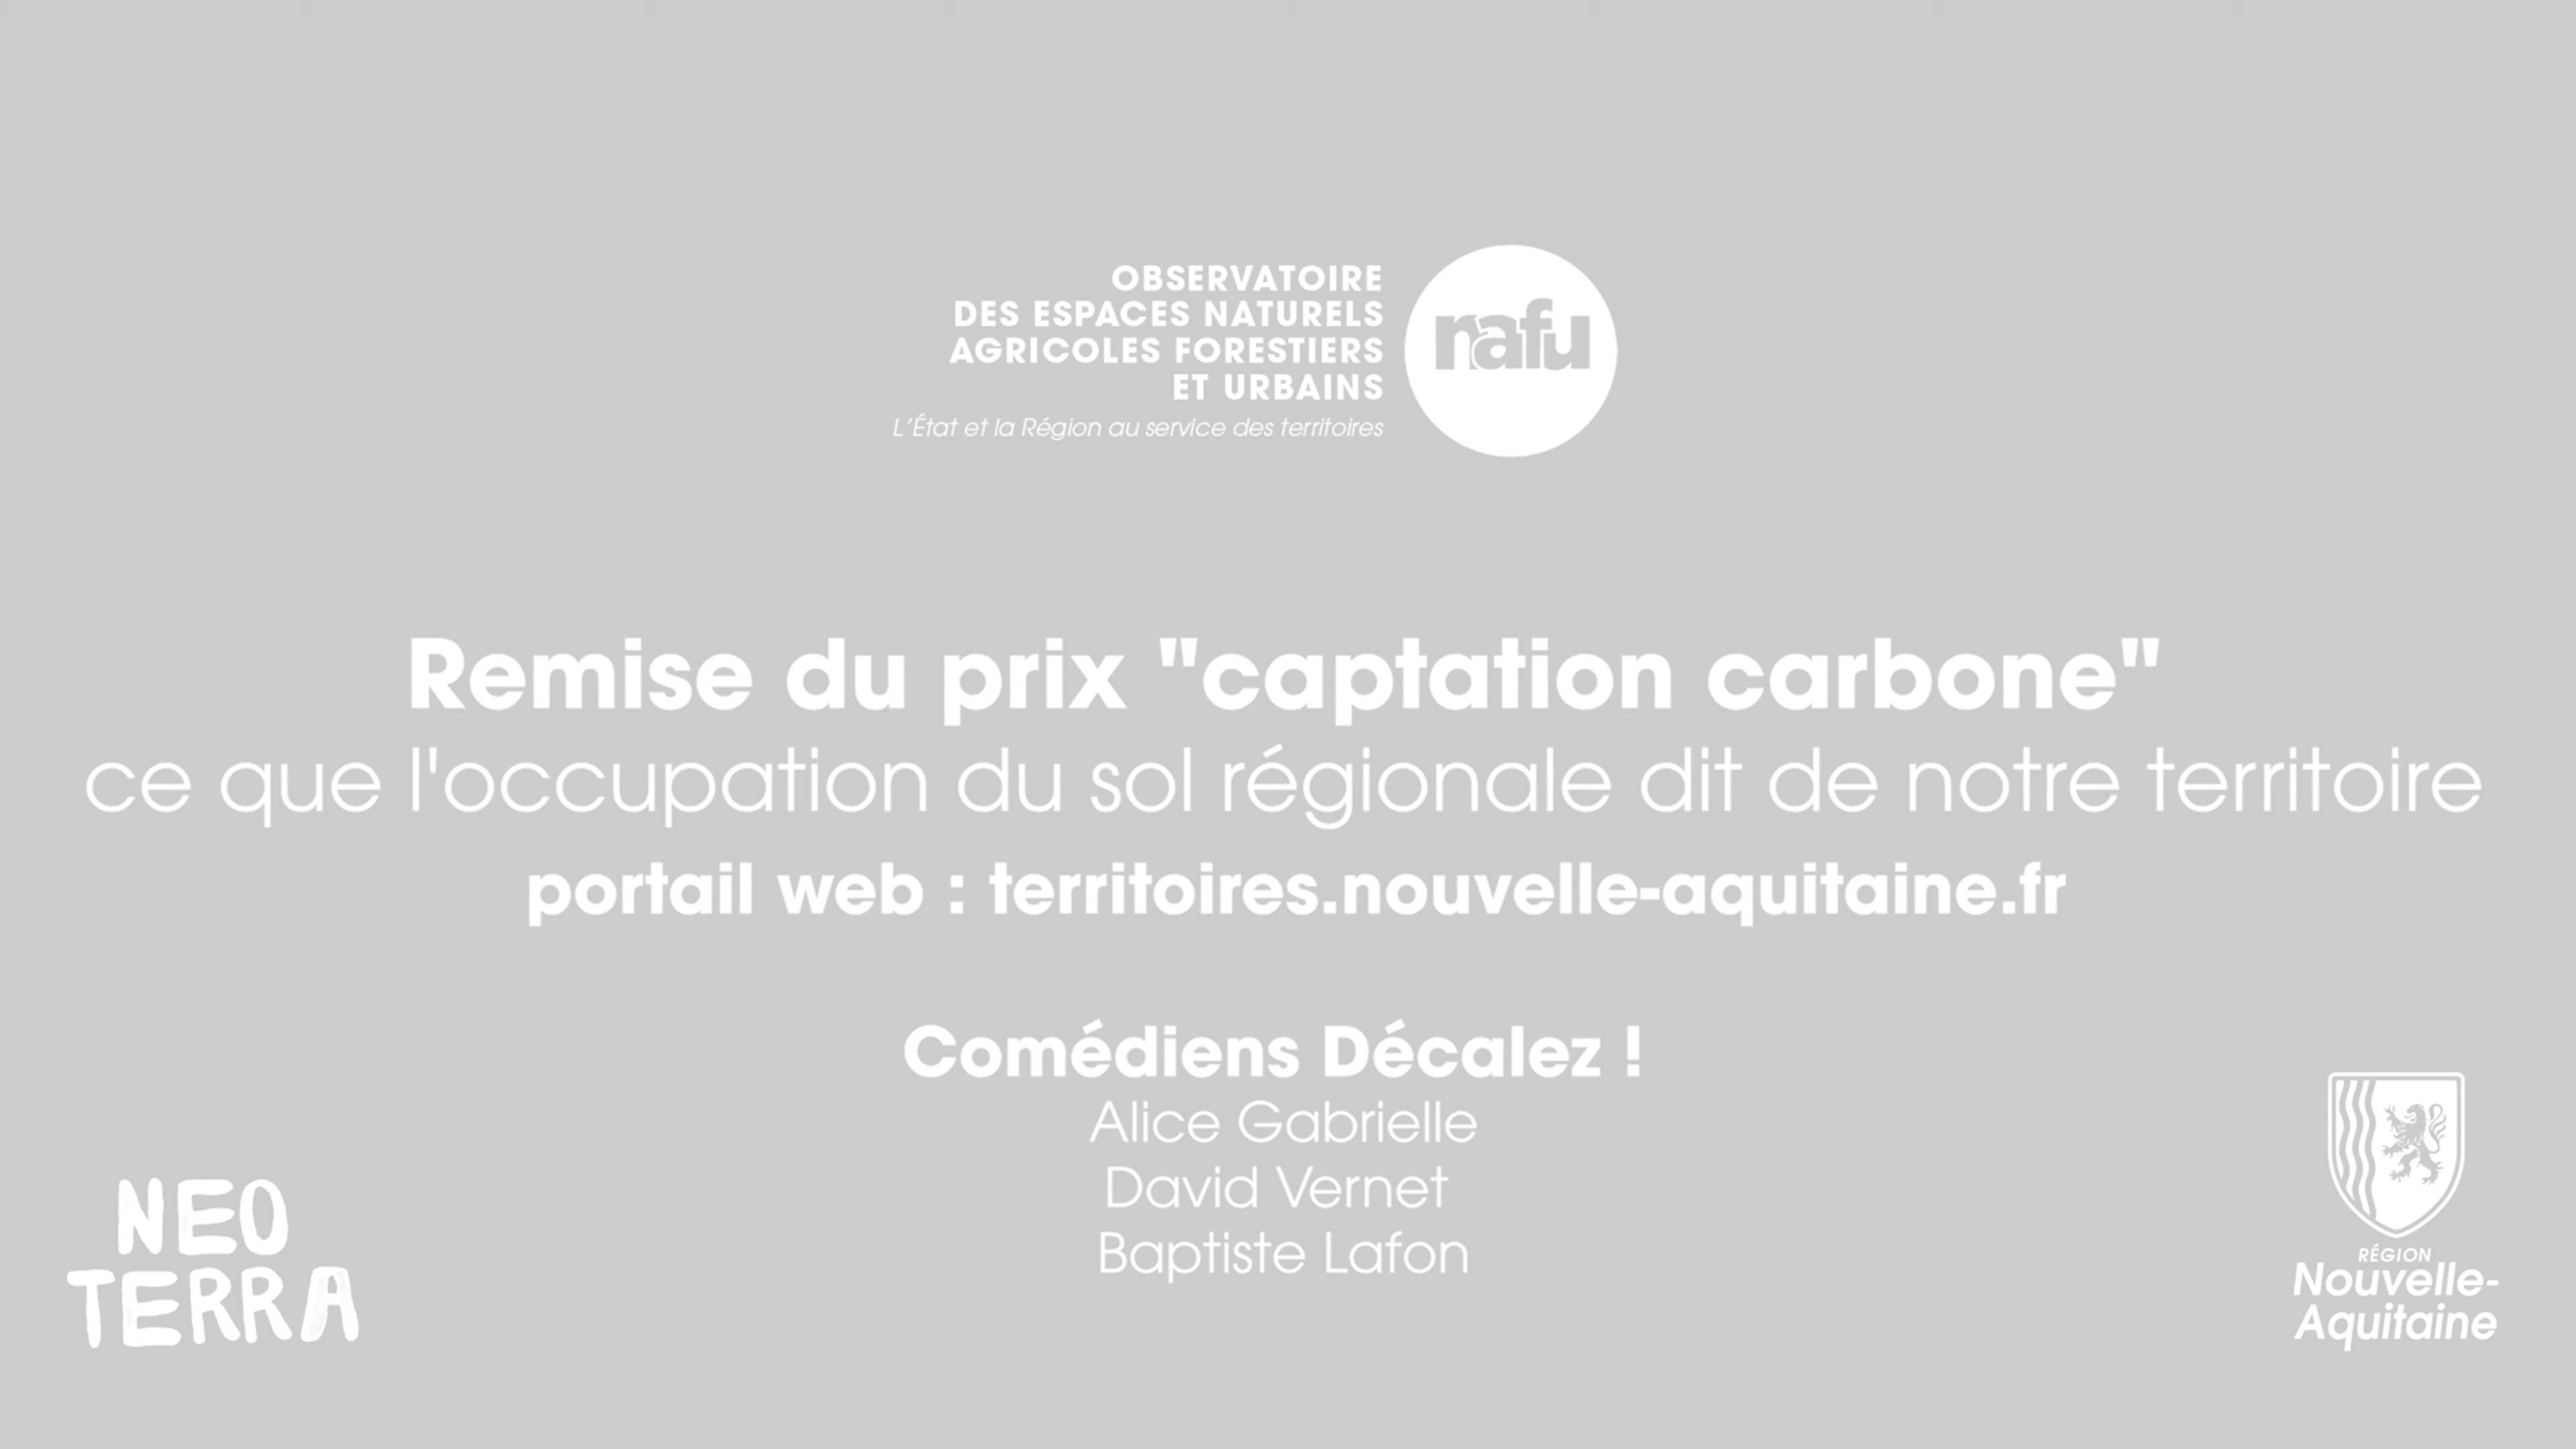 OBSERVATOIRE
DES ESPACES NATURELS
AGRICOLES FORESTIERS
ET URBAINS
L'État et la Région au service des territoires
nafu
Remise du prix "captation carbone"
ce que l'occupation du sol régionale dit de notre territoire
portail web : territoires.nouvelle-aquitaine.fr
Comédiens Décalez !
Alice Gabrielle
David Vernet
Baptiste Lafon
NEO
TERRA
RÉGION
Nouvelle-
Aquitaine